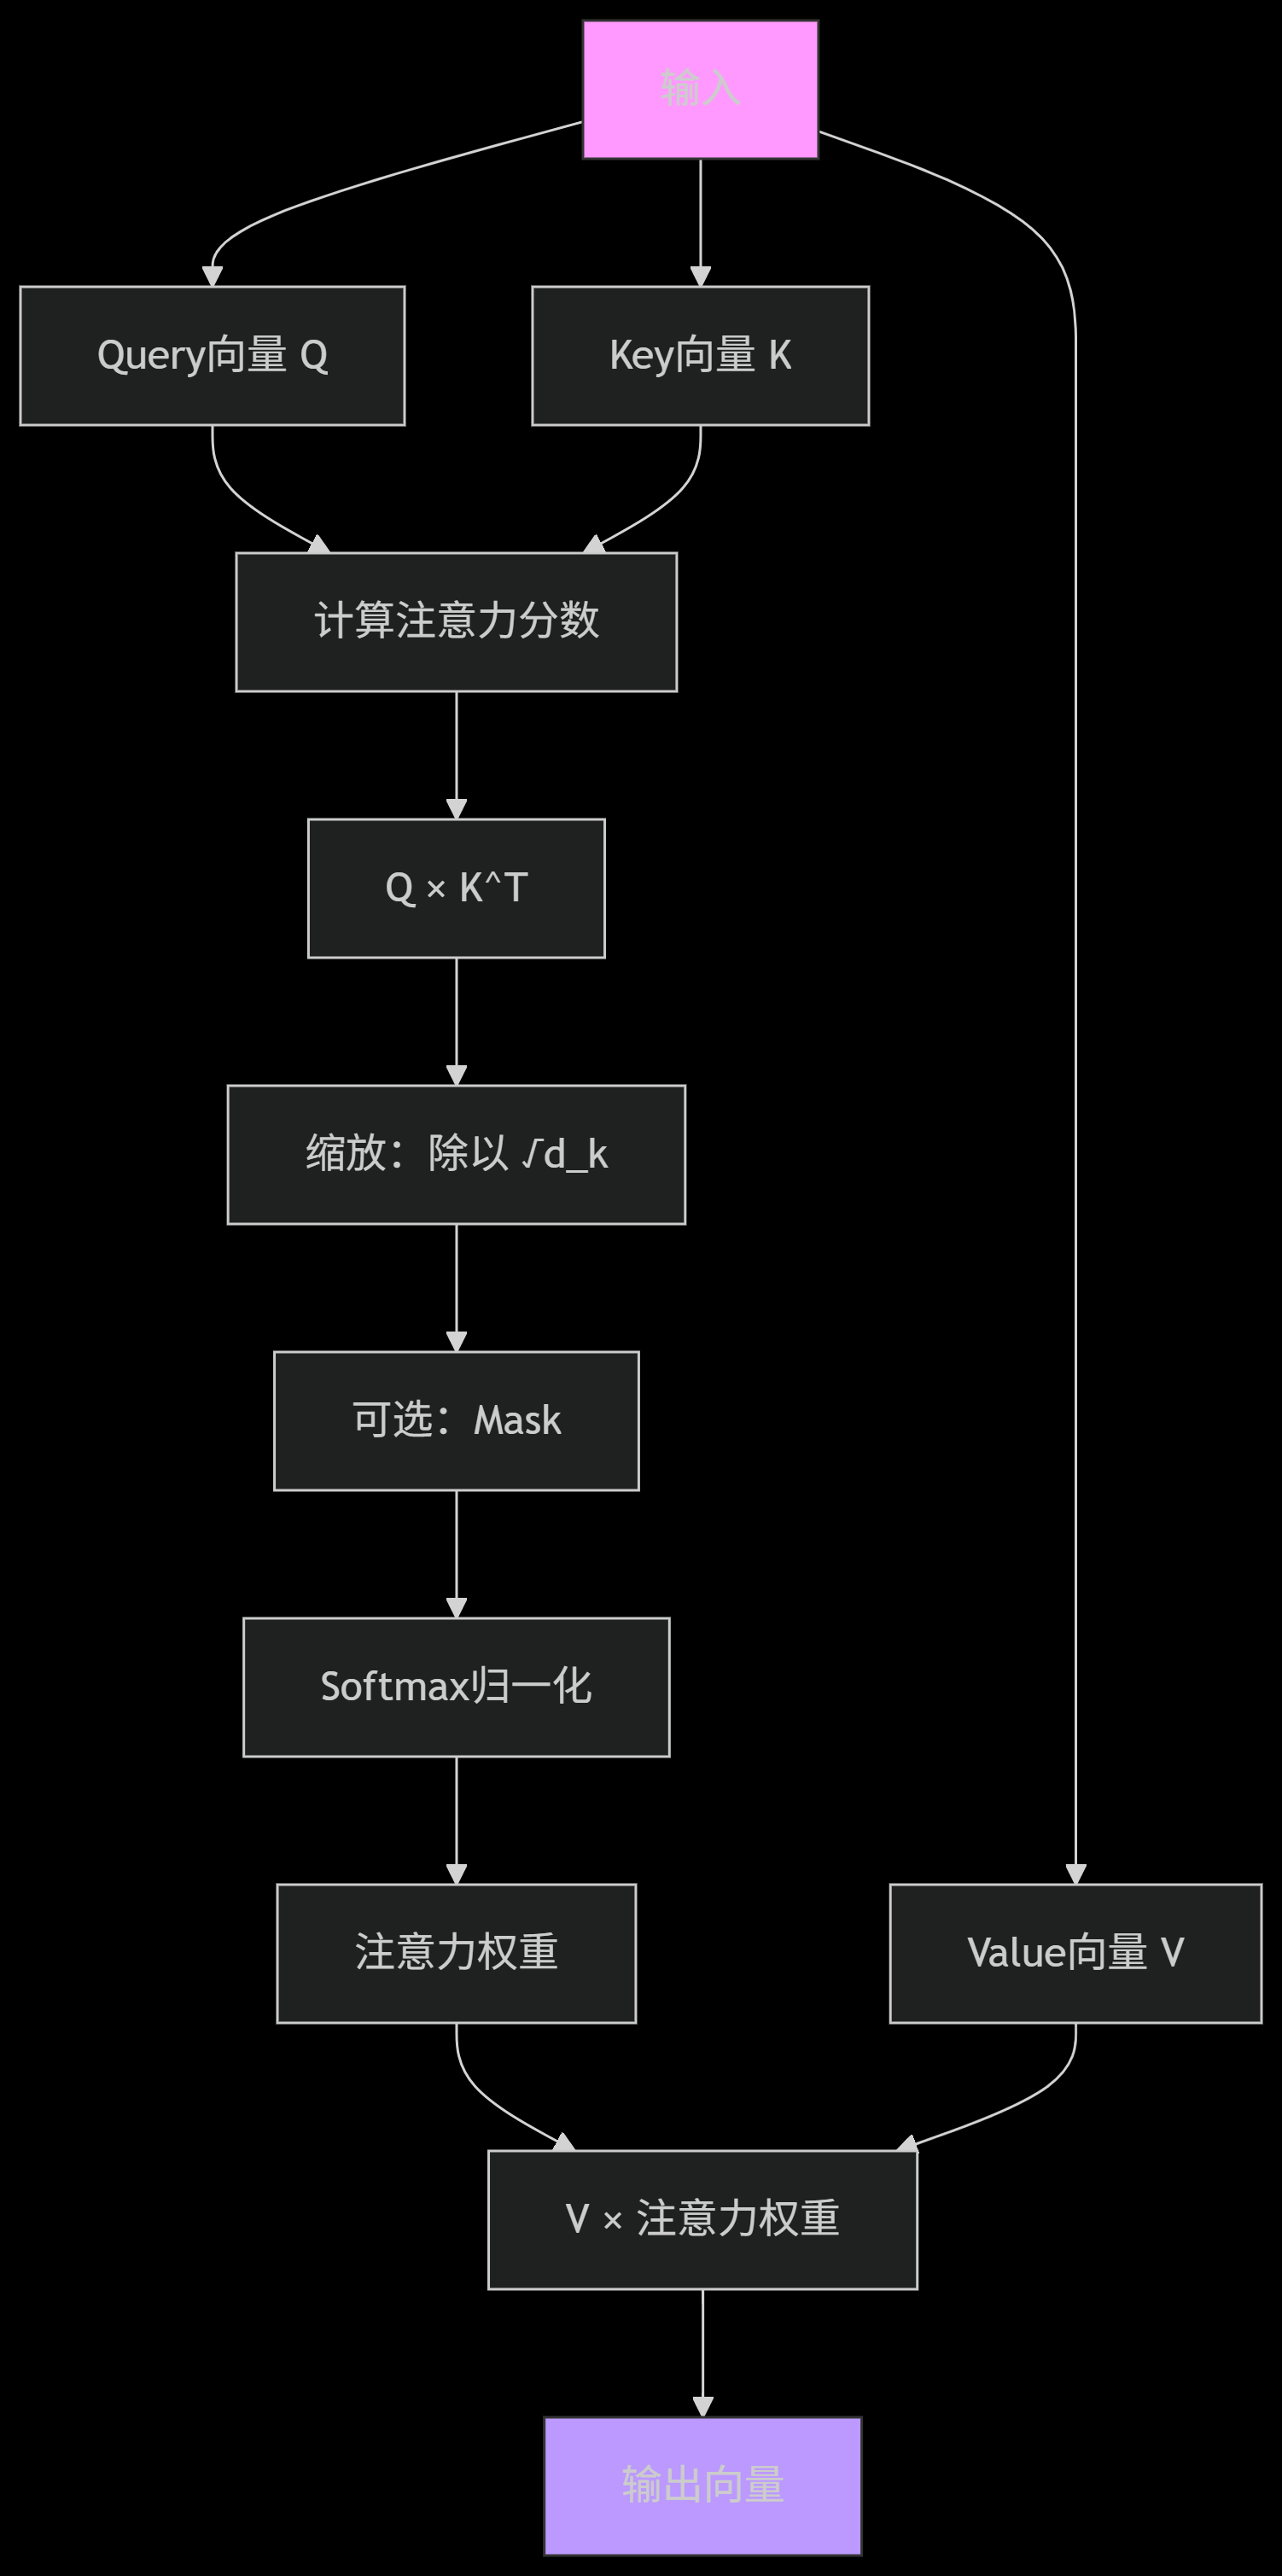 输入
Query向量 Q
Key向量 K
计算注意力分数
Q × K^T
缩放：除以 √d_k
可选：Mask
Softmax归一化
注意力权重
Value向量 V
V × 注意力权重
输出向量